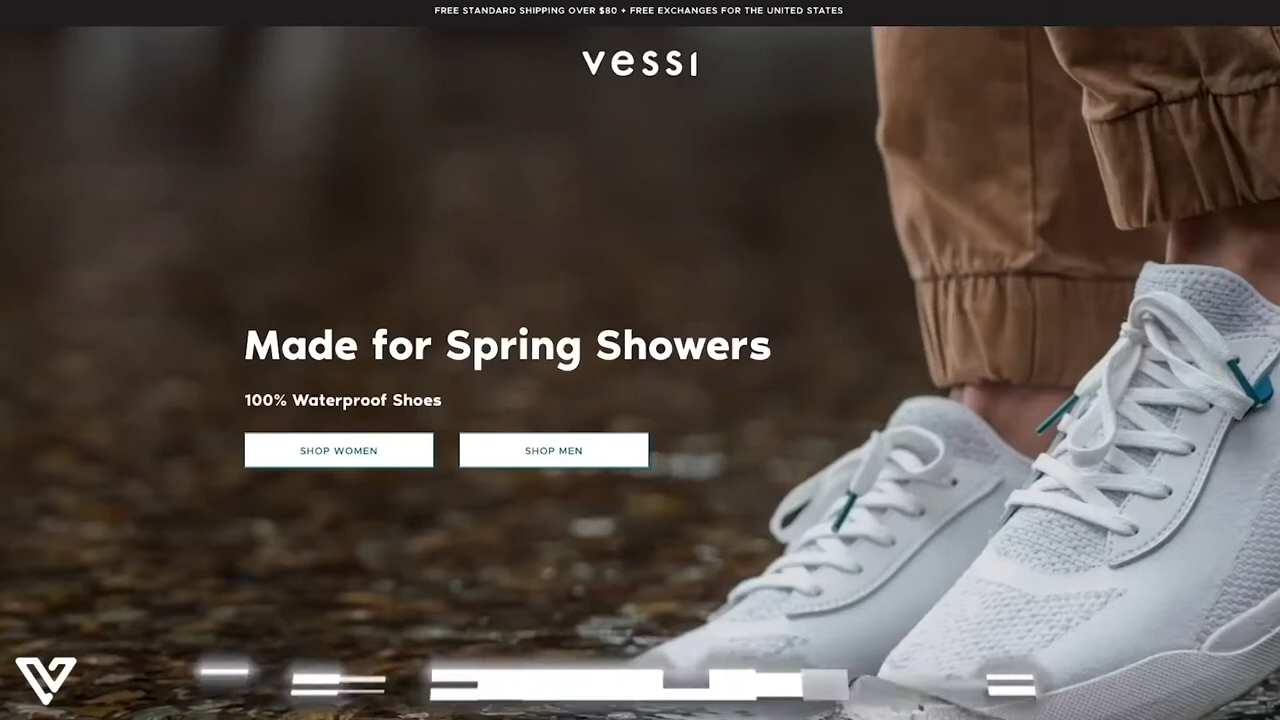 FREE STANDARD SHIPPING OVER $80 + FREE EXCHANGES FOR THE UNITED STATES
vessi
Made for Spring Showers
100% Waterproof Shoes
SHOP WOMEN
SHOP MEN